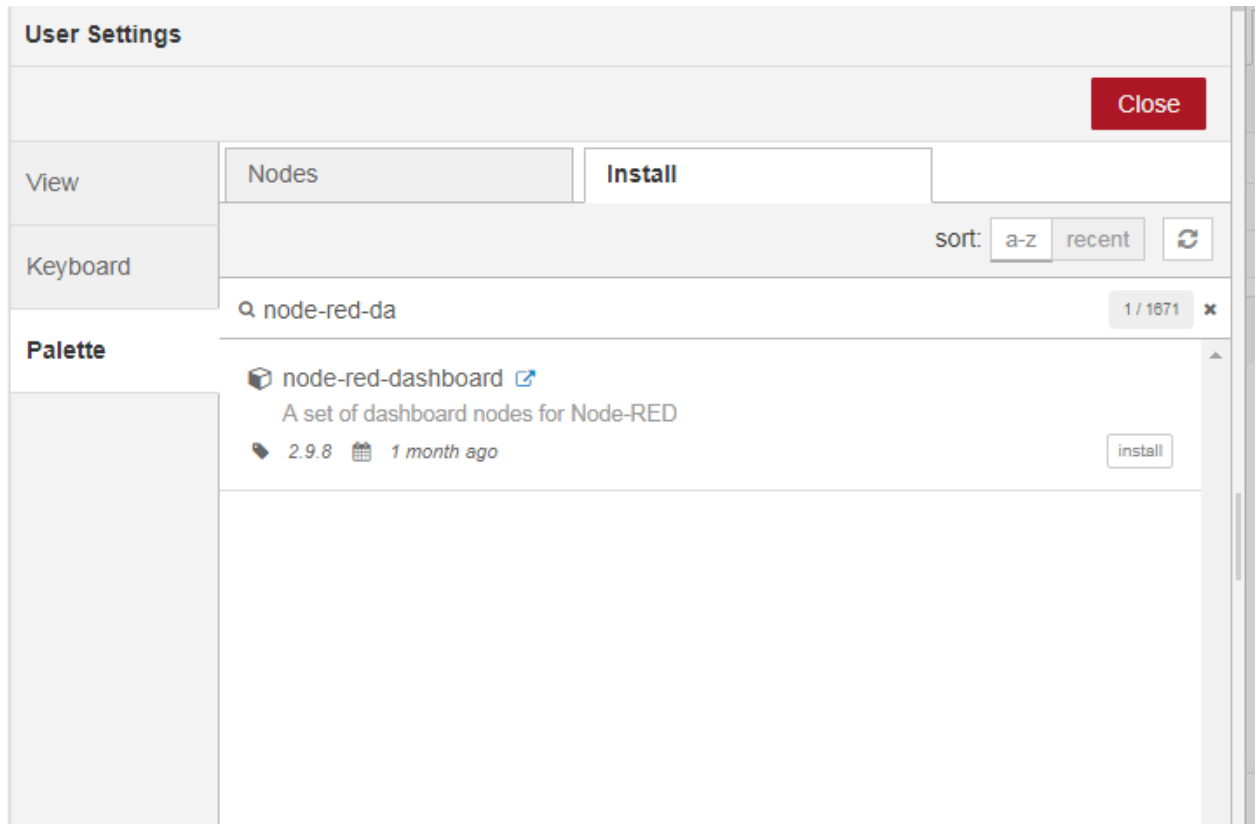 User Settings
Close
View
Nodes
Install
sort: a-z recent
Keyboard
node-red-da
1 / 1671
Palette
node-red-dashboard
A set of dashboard nodes for Node-RED
2.9.8 1 month ago
install